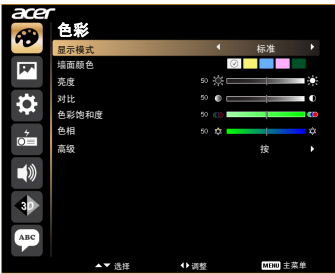 acer
色彩
显示模式 标准
墙面颜色
亮度 50
对比 50
色彩饱和度 50
色相 50
高级 按
3D
ABC
选择 调整 MENU 主菜单